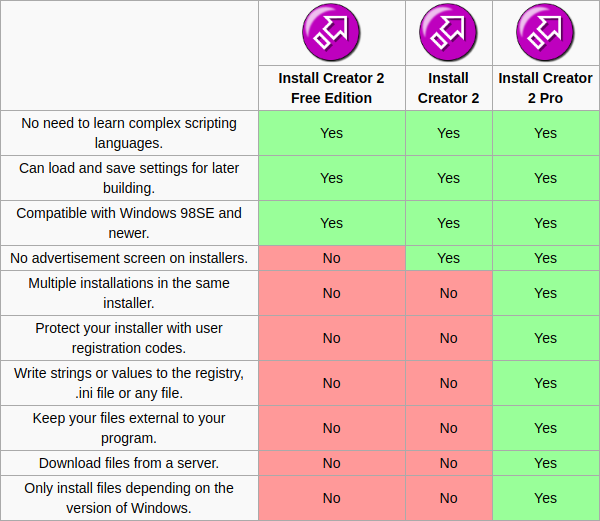 Install Creator 2
Free Edition
Install
Creator 2
Install Creator
2 Pro
No need to learn complex scripting
languages.
Yes
Yes
Yes
Can load and save settings for later
building.
Yes
Yes
Yes
Compatible with Windows 98SE and
newer.
Yes
Yes
Yes
No advertisement screen on installers.
No
Yes
Yes
Multiple installations in the same
installer.
No
No
Yes
Protect your installer with user
registration codes.
No
No
Yes
Write strings or values to the registry,
.ini file or any file.
No
No
Yes
Keep your files external to your
program.
No
No
Yes
Download files from a server.
No
No
Yes
Only install files depending on the
version of Windows.
No
No
Yes